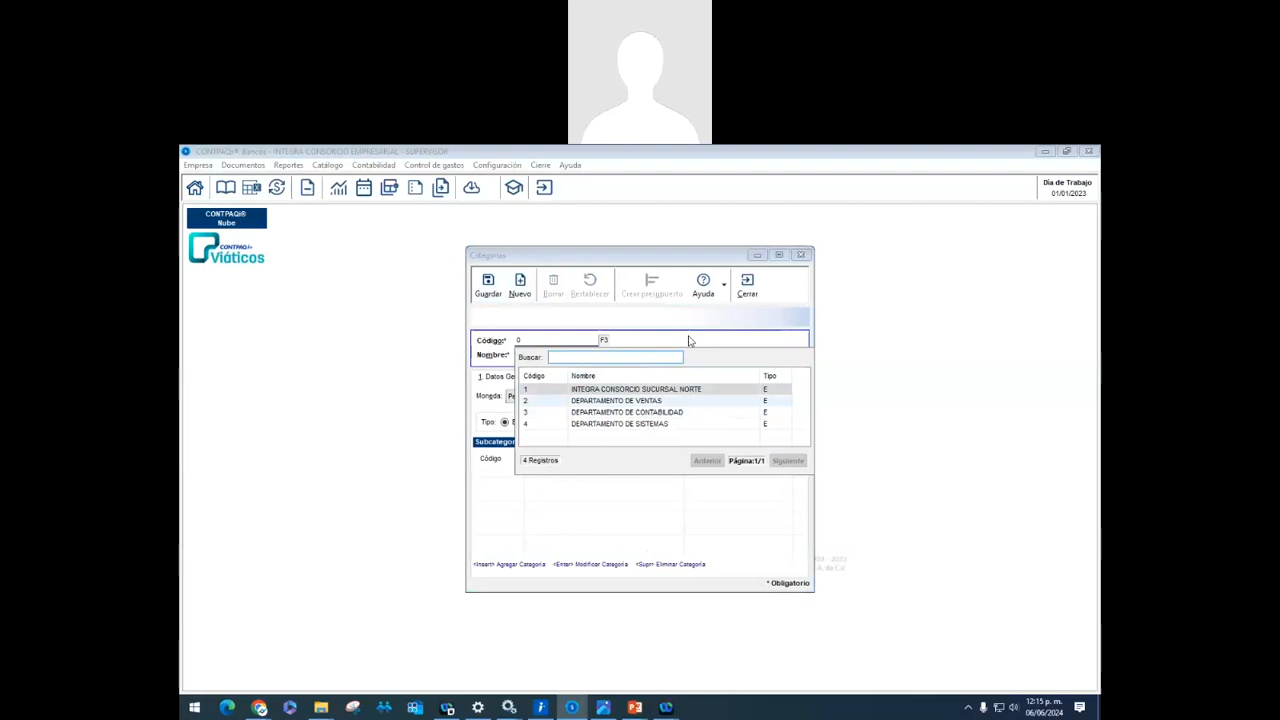 CONTPAQi® Bancos - INTEGRA CONSORCIO EMPRESARIAL - SUPERVISOR
Empresa Documentos Reportes Catálogo Contabilidad Control de gastos Configuración Cierre Ayuda
Día de Trabajo
01/01/2023
CONTPAQi®
Nube
CONTPAQi
Viáticos
Categorías
Guardar Nuevo Borrar Restablecer Crear presupuesto Ayuda Cerrar
Código:* 0 F3
Nombre:*
Buscar:
1. Datos Ge
Código Nombre Tipo
1 INTEGRA CONSORCIO SUCURSAL NORTE E
Moneda: Pe
2 DEPARTAMENTO DE VENTAS E
3 DEPARTAMENTO DE CONTABILIDAD E
Tipo: E
4 DEPARTAMENTO DE SISTEMAS E
Subcategor
Código
4 Registros Anterior Página:1/1 Siguiente
<Insert> Agregar Categoría <Enter> Modificar Categoría <Supr> Eliminar Categoría
A. de C.V
* Obligatorio
12:15 p. m.
06/06/2024